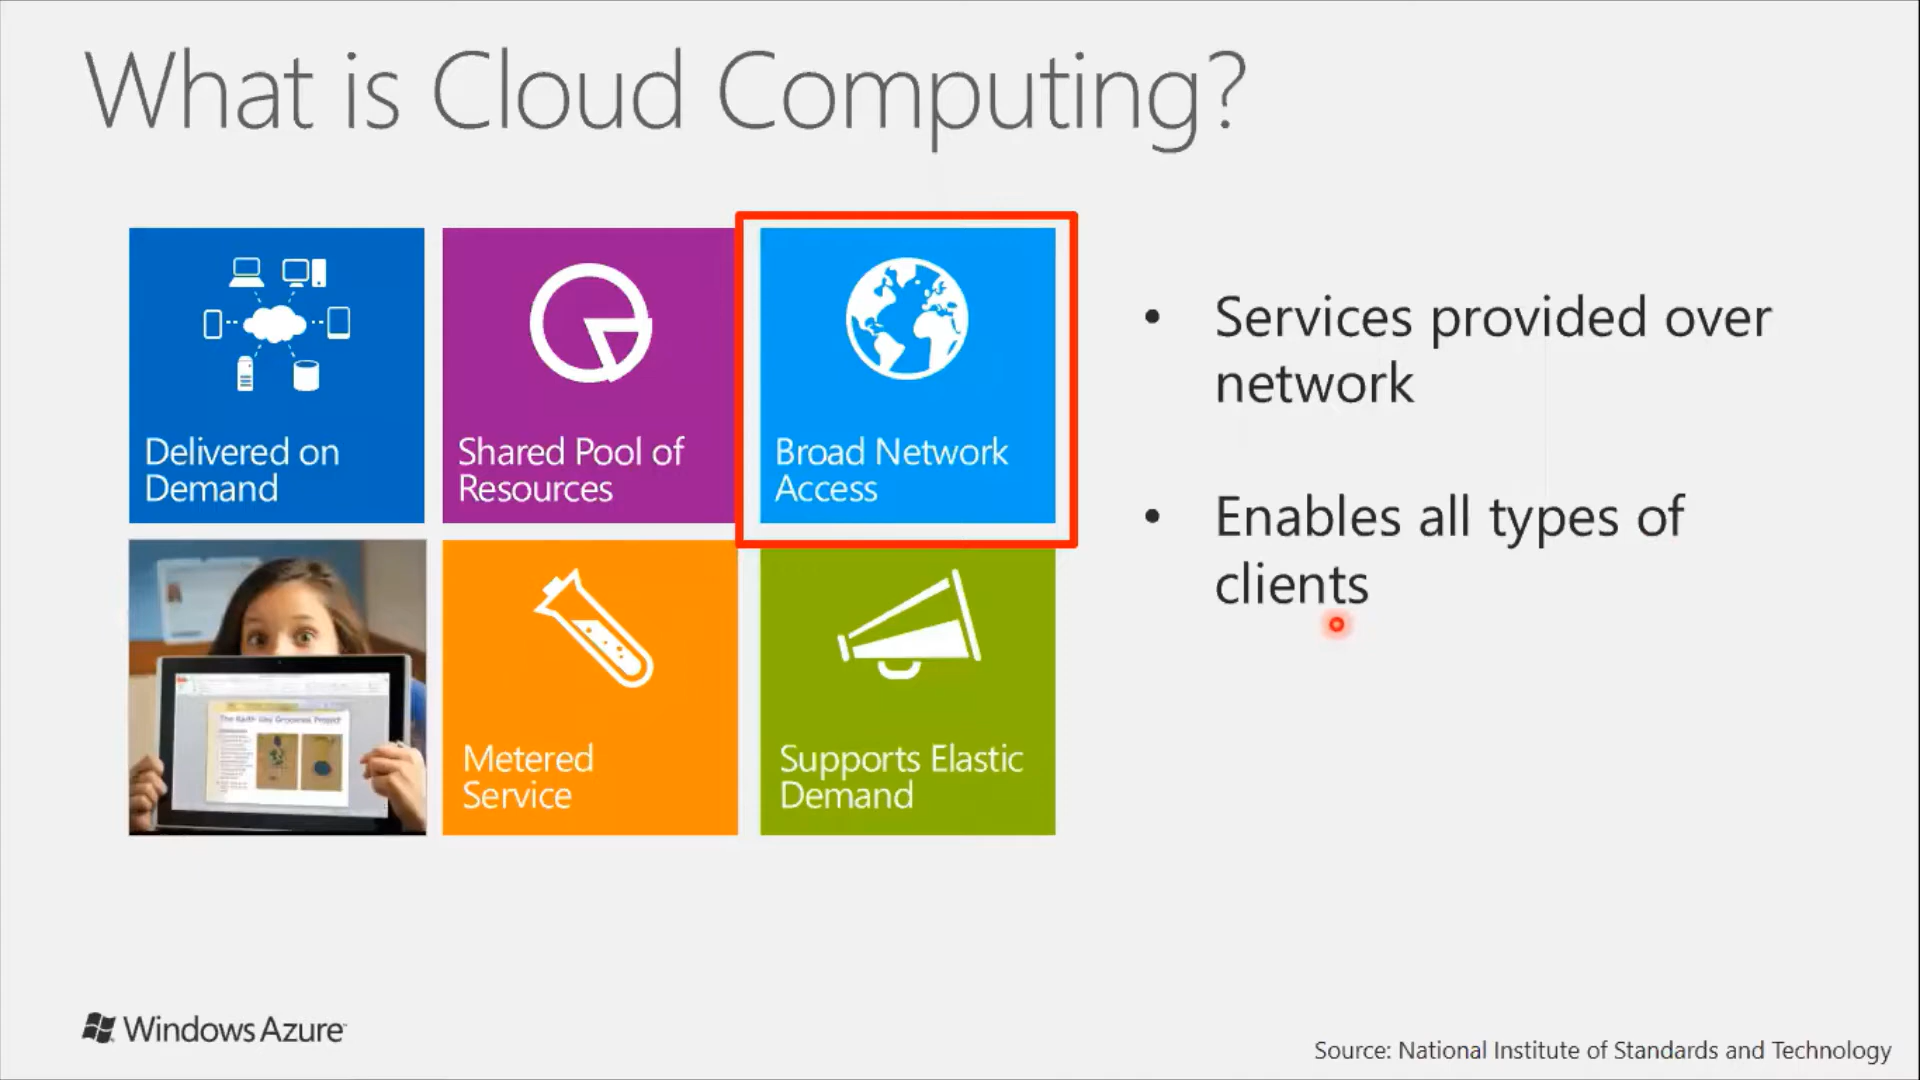 What is Cloud Computing?
Delivered on
Demand
Shared Pool of
Resources
Broad Network
Access
Metered
Service
Supports Elastic
Demand
• Services provided over
network
• Enables all types of
clients
Windows Azure
Source: National Institute of Standards and Technology